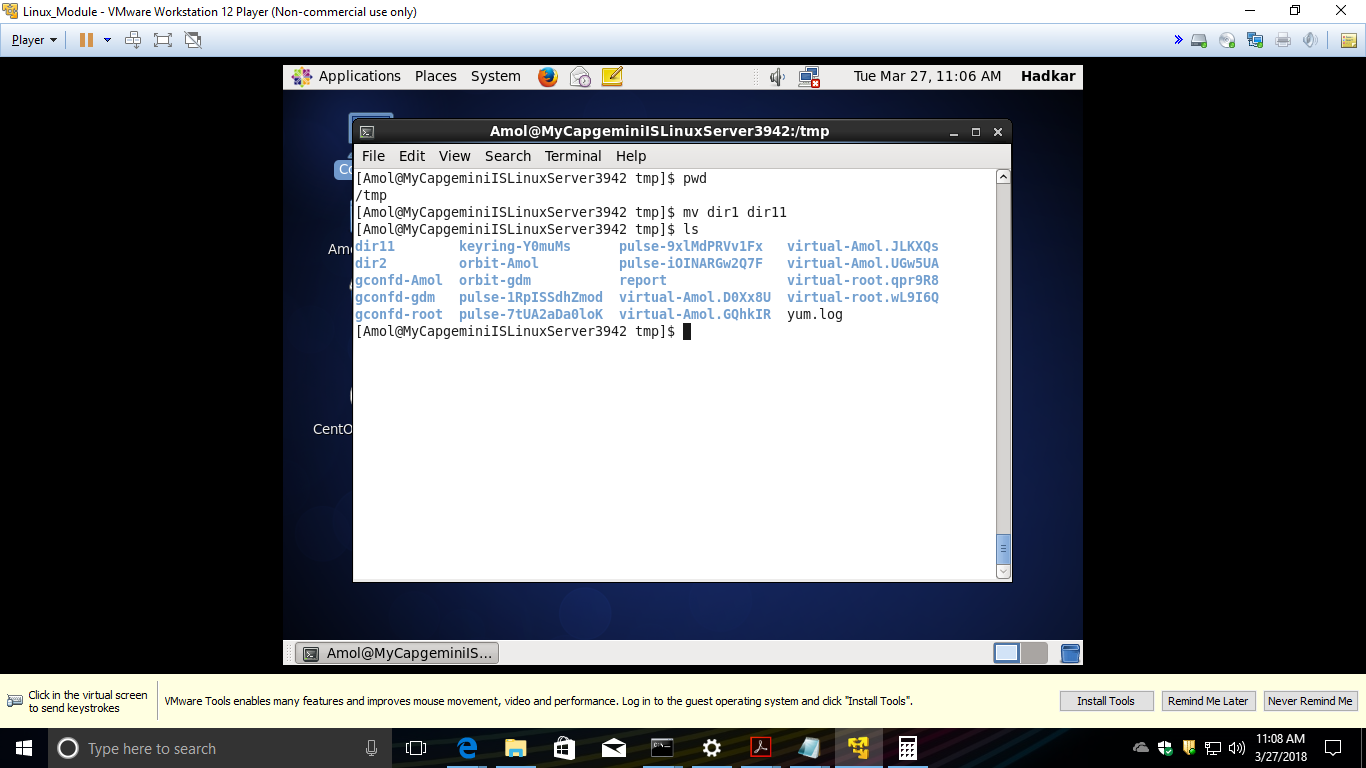 Linux_Module - VMware Workstation 12 Player (Non-commercial use only)
Player
Applications Places System Tue Mar 27, 11:06 AM Hadkar
Amol@MyCapgeminiISLinuxServer3942:/tmp
File Edit View Search Terminal Help
[Amol@MyCapgeminiISLinuxServer3942 tmp]$ pwd
/tmp
[Amol@MyCapgeminiISLinuxServer3942 tmp]$ mv dir1 dir11
[Amol@MyCapgeminiISLinuxServer3942 tmp]$ ls
dir11 keyring-Y0muMs pulse-9xlMdPRVv1Fx virtual-Amol.JLKXQs
dir2 orbit-Amol pulse-iOINARGw2Q7F virtual-Amol.UGw5UA
gconfd-Amol orbit-gdm report virtual-root.qpr9R8
gconfd-gdm pulse-1RpISSdhZmod virtual-Amol.D0Xx8U virtual-root.wL9I6Q
gconfd-root pulse-7tUA2aDa0loK virtual-Amol.GQhkIR yum.log
[Amol@MyCapgeminiISLinuxServer3942 tmp]$
CentO
Amol@MyCapgeminiIS...
Click in the virtual screen
to send keystrokes
VMware Tools enables many features and improves mouse movement, video and performance. Log in to the guest operating system and click "Install Tools".
Install Tools Remind Me Later Never Remind Me
Type here to search
11:08 AM
3/27/2018